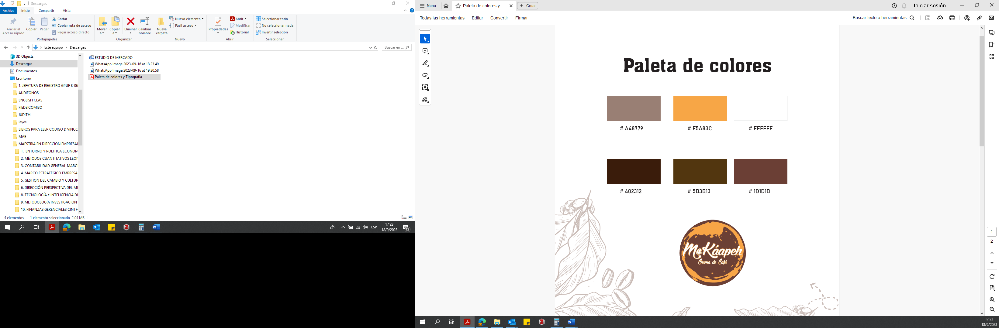 Descargas
Archivo Inicio Compartir Vista
Anclar al Acceso rápido
Copiar
Pegar
Cortar
Copiar ruta de acceso
Pegar acceso directo
Portapapeles
Mover a
Copiar a
Eliminar
Cambiar nombre
Organizar
Nueva carpeta
Nuevo elemento
Fácil acceso
Nuevo
Propiedades
Abrir
Modificar
Historial
Abrir
Seleccionar todo
No seleccionar nada
Invertir selección
Seleccionar
Este equipo > Descargas
Buscar en ...
3D Objects
Descargas
Documentos
Escritorio
1. JEFATURA DE REGISTRO GPUF 8-06
AUDIFONOS
ENGLISH CLAS
FIEDEICOMISO
JUDITH
leyes
LIBROS PARA LEER CODIGO D VINCC
MAE
MAESTRIA EN DIRECCION EMPRESAI
1. ENTORNO Y POLITICA ECONOM
2. MÉTODOS CUANTITATIVOS LEON
3. CONTABILIDAD GENERAL MARC
4. MARCO ESTRATÉGICO EMPRESA
5. GESTION DEL CAMBIO Y CULTUR
6. DIRECCIÓN PERSPECTIVA DEL MI
8. TECNOLOGÍA e INTELIGENCIA DI
9. METODOLOGÍA INVESTIGACION
10. FINANZAS GERENCIALES CINTH
ESTUDIO DE MERCADO
WhatsApp Image 2023-09-16 at 18.23.49
WhatsApp Image 2023-09-16 at 19.30.58
Paleta de colores y Tipografia
4 elementos 1 elemento seleccionado 2.04 MB
ESP
17:23
18/9/2023
13
Menú
Paleta de colores y ...
+ Crear
Iniciar sesión
Todas las herramientas Editar Convertir Firmar
Buscar texto o herramientas
Paleta de colores
# A48779
# F5A83C
# FFFFFF
# 402312
# 5B3B13
# 1D1D1B
MoKáapeh
Crema de Café
1
2
17:23
18/9/2023